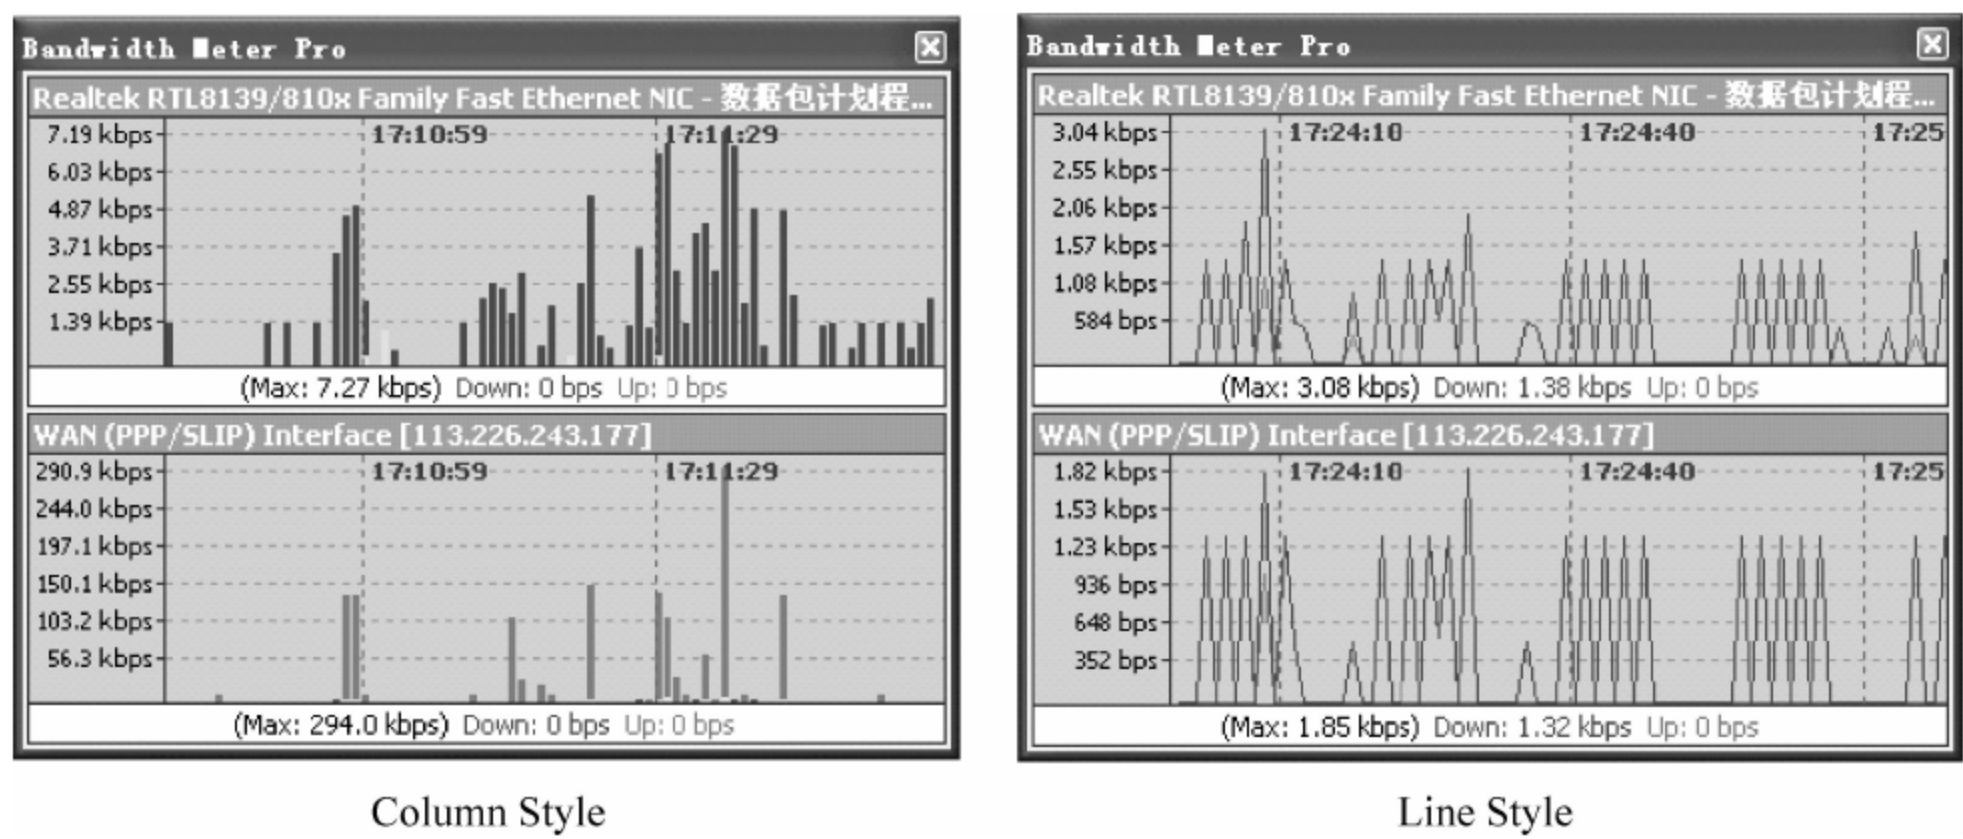 Bandwidth Meter Pro
Realtek RTL8139/810x Family Fast Ethernet NIC - 数据包计划程...
7.19 kbps
17:10:59
17:11:29
6.03 kbps
4.87 kbps
3.71 kbps
2.55 kbps
1.39 kbps
(Max: 7.27 kbps) Down: 0 bps Up: 0 bps
WAN (PPP/SLIP) Interface [113.226.243.177]
290.9 kbps
17:10:59
17:11:29
244.0 kbps
197.1 kbps
150.1 kbps
103.2 kbps
56.3 kbps
(Max: 294.0 kbps) Down: 0 bps Up: 0 bps
Column Style
Bandwidth Meter Pro
Realtek RTL8139/810x Family Fast Ethernet NIC - 数据包计划程...
3.04 kbps
17:24:10
17:24:40
17:25
2.55 kbps
2.06 kbps
1.57 kbps
1.08 kbps
584 bps
(Max: 3.08 kbps) Down: 1.38 kbps Up: 0 bps
WAN (PPP/SLIP) Interface [113.226.243.177]
1.82 kbps
17:24:10
17:24:40
17:25
1.53 kbps
1.23 kbps
936 bps
648 bps
352 bps
(Max: 1.85 kbps) Down: 1.32 kbps Up: 0 bps
Line Style